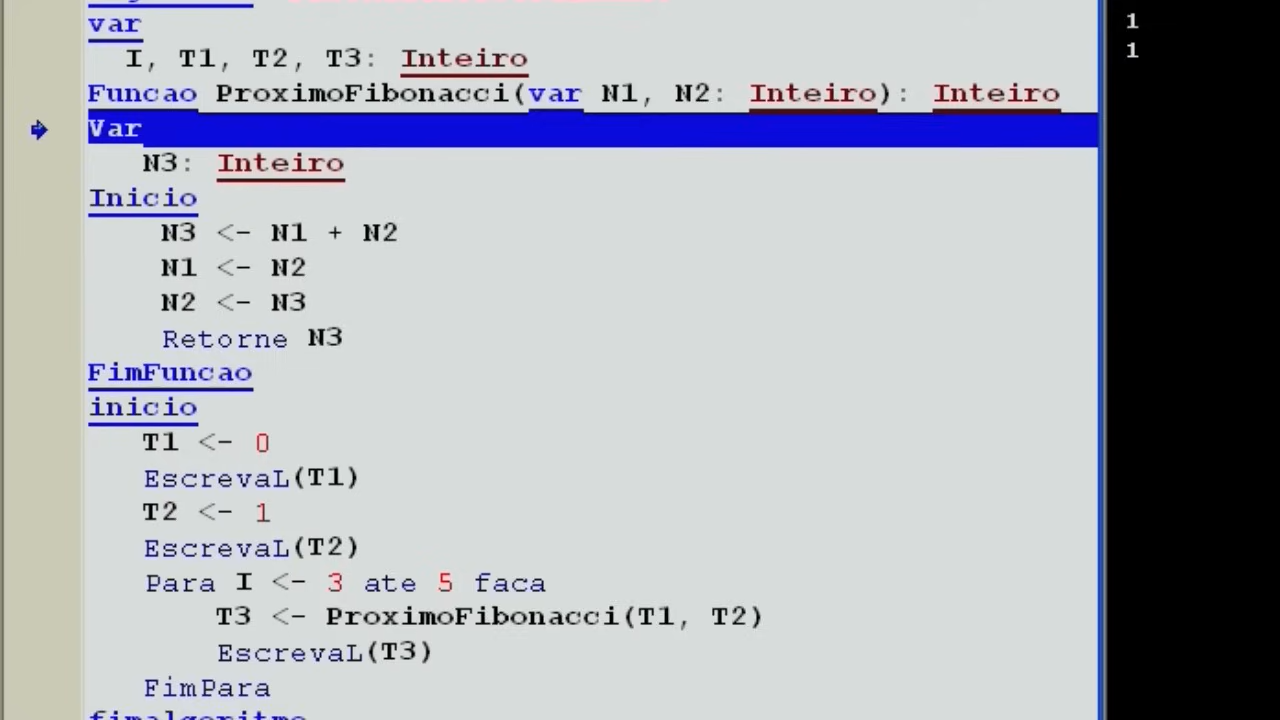 var
I, T1, T2, T3: Inteiro
Funcao ProximoFibonacci(var N1, N2: Inteiro): Inteiro
Var
N3: Inteiro
Inicio
N3 <- N1 + N2
N1 <- N2
N2 <- N3
Retorne N3
FimFuncao
inicio
T1 <- 0
EscrevaL(T1)
T2 <- 1
EscrevaL(T2)
Para I <- 3 ate 5 faca
T3 <- ProximoFibonacci(T1, T2)
EscrevaL(T3)
FimPara
fimalgoritmo
1
1